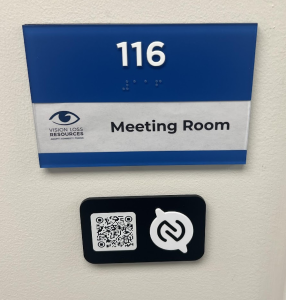 116
⠼⠁⠁⠋
VISION LOSS
RESOURCES
Meeting Room